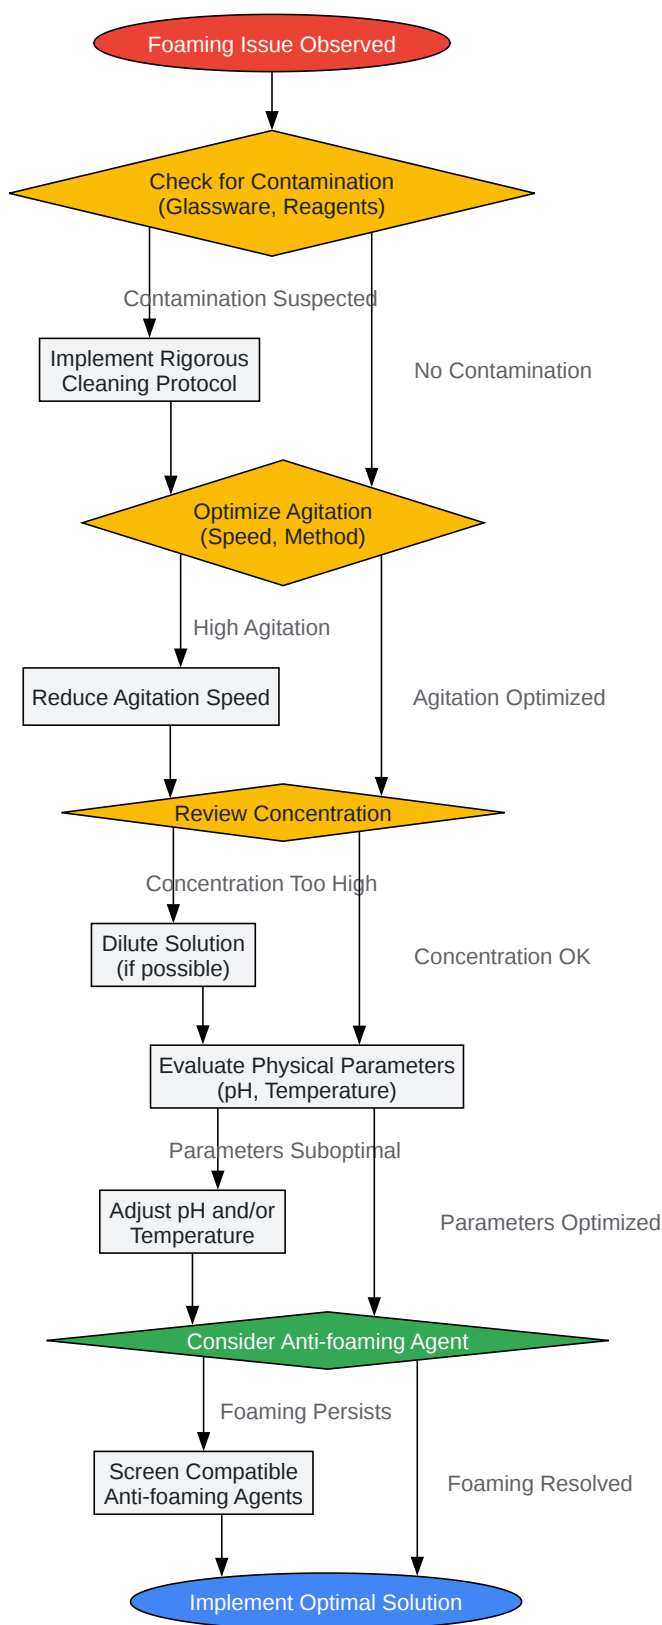 Foaming Issue Observed
Check for Contamination
(Glassware, Reagents)
Contamination Suspected
Implement Rigorous
Cleaning Protocol
No Contamination
Optimize Agitation
(Speed, Method)
High Agitation
Reduce Agitation Speed
Agitation Optimized
Review Concentration
Concentration Too High
Dilute Solution
(if possible)
Concentration OK
Evaluate Physical Parameters
(pH, Temperature)
Parameters Suboptimal
Adjust pH and/or
Temperature
Parameters Optimized
Consider Anti-foaming Agent
Foaming Persists
Screen Compatible
Anti-foaming Agents
Foaming Resolved
Implement Optimal Solution